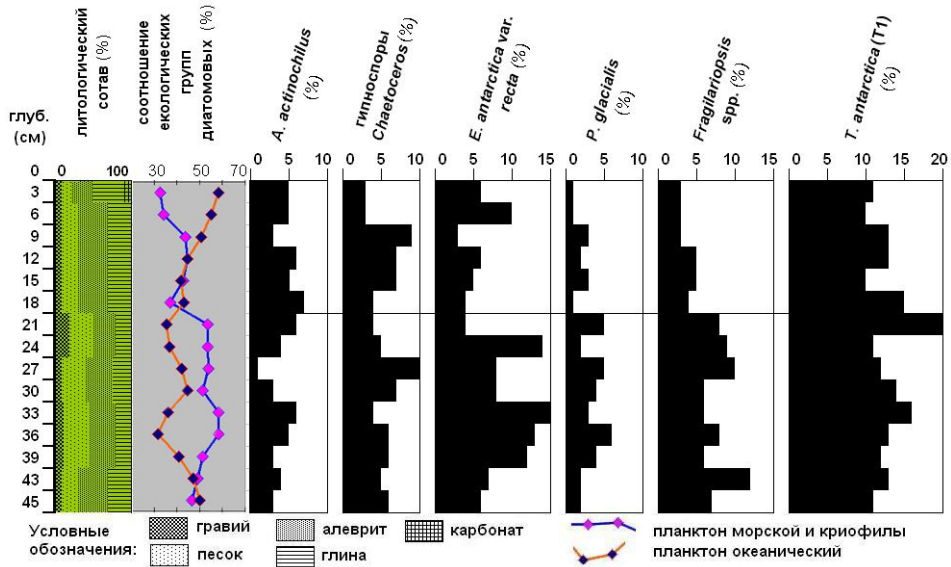 глуб.
(см)
литологический
сотав (%)
соотношение
екологических
групп
диатомовых (%)
A. actinochilus
(%)
гипноспоры
Chaetoceros (%)
E. antarctica var.
recta (%)
P. glacialis
(%)
Fragilariopsis
spp. (%)
T. antarctica (T1)
(%)
0 100
30 50 70
0 5 10
0 5 10
0 5 10 15
0 5 10
0 5 10 15
0 5 10 15 20
0
3
6
9
12
15
18
21
24
27
30
33
36
39
43
45
Условные
обозначения:
гравий
песок
алеврит
глина
карбонат
планктон морской и криофилы
планктон океанический